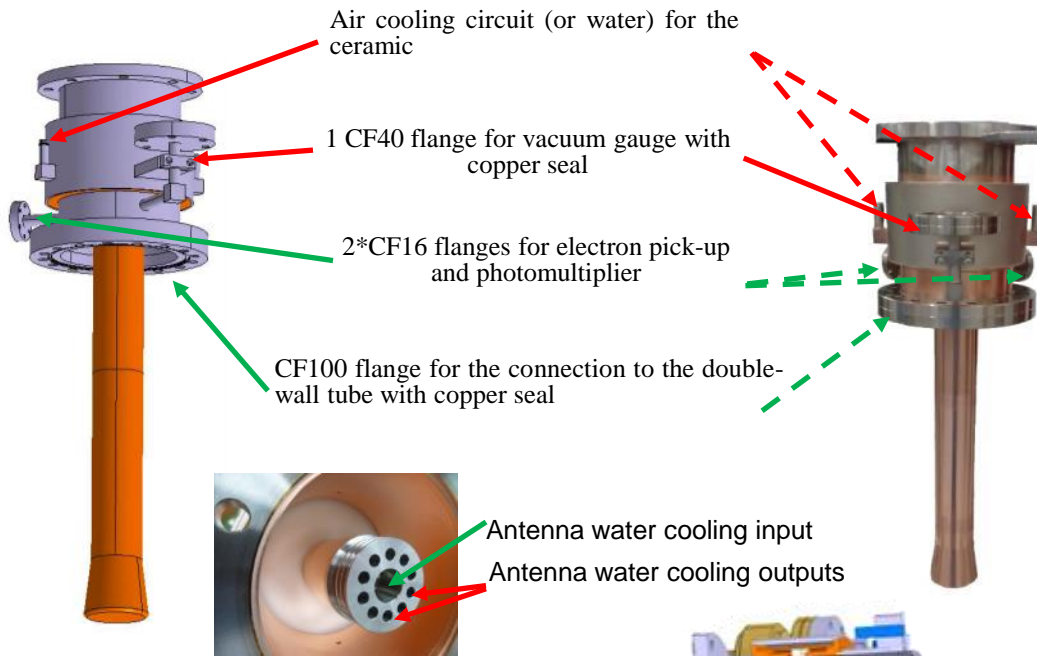 Air cooling circuit (or water) for the
ceramic
1 CF40 flange for vacuum gauge with
copper seal
2*CF16 flanges for electron pick-up
and photomultiplier
CF100 flange for the connection to the double-
wall tube with copper seal
Antenna water cooling input
Antenna water cooling outputs